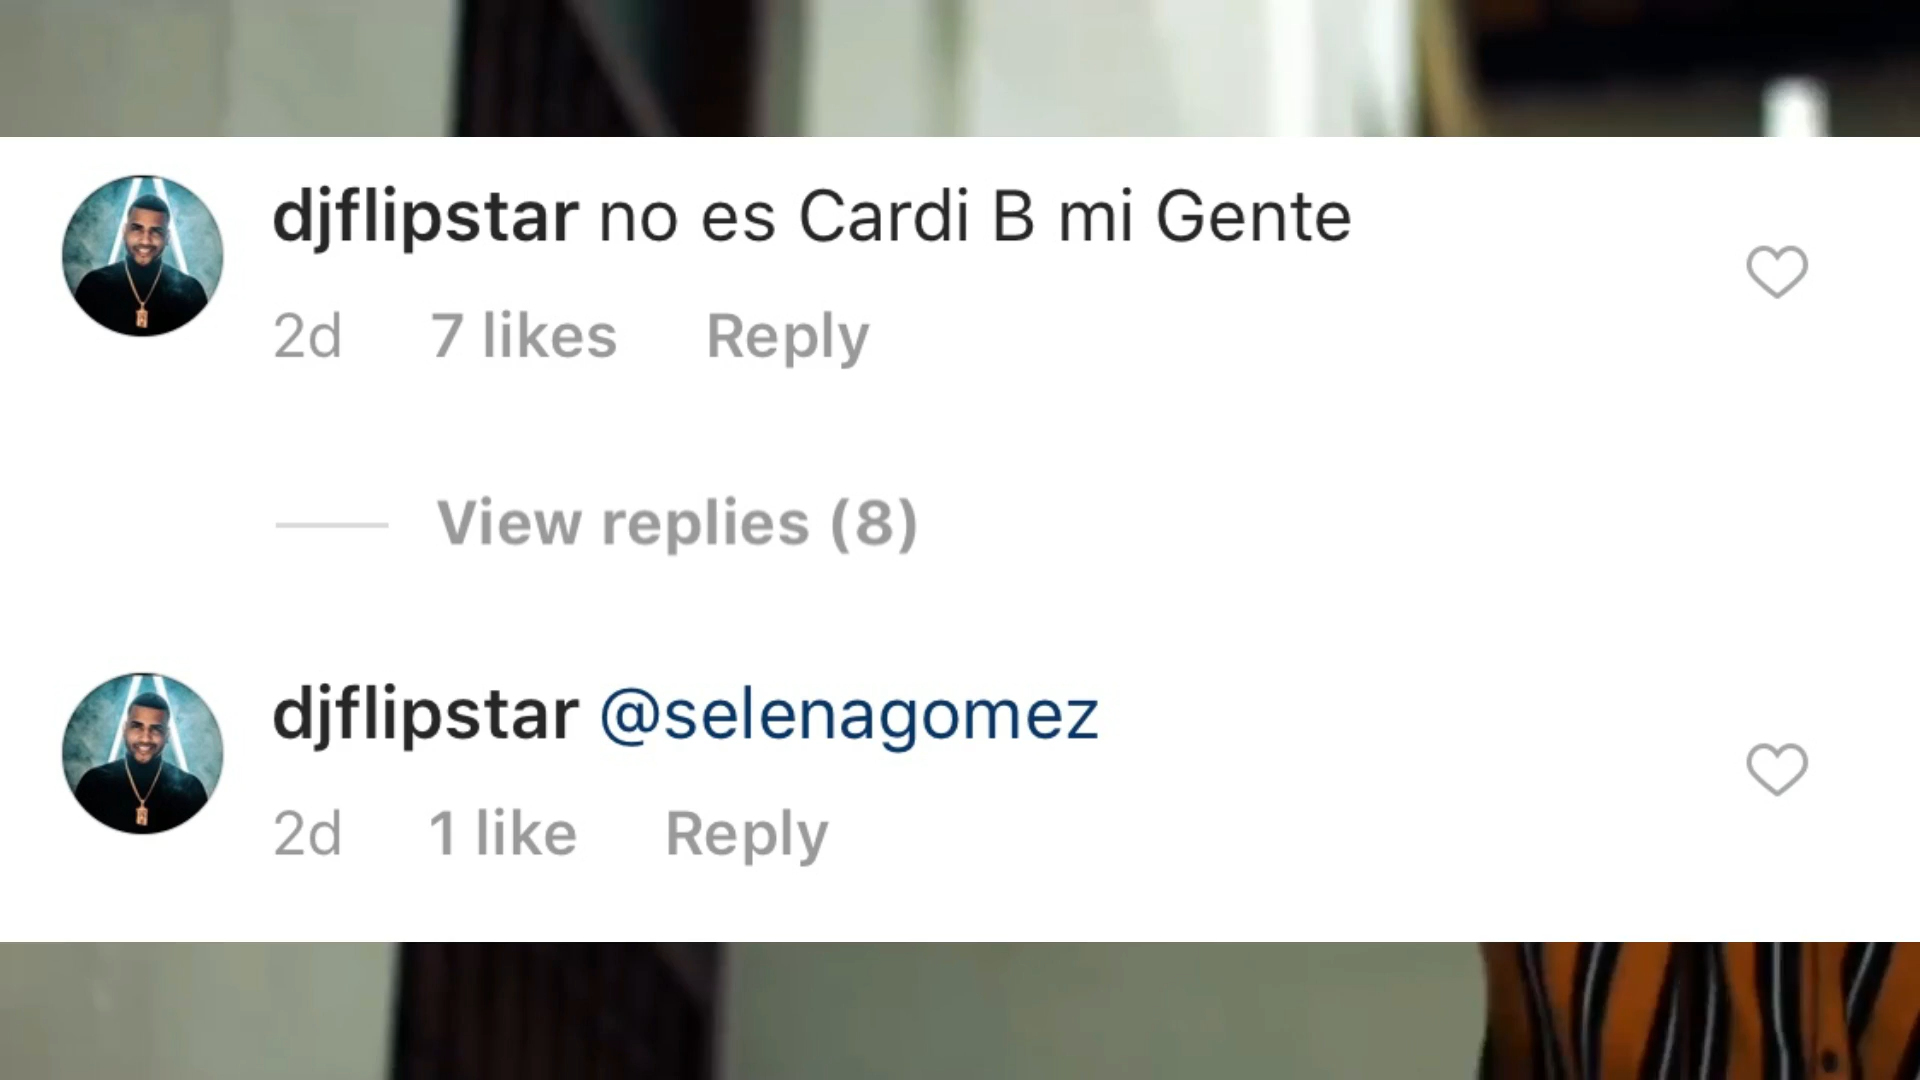 djflipstar no es Cardi B mi Gente
2d 7 likes Reply
View replies (8)
djflipstar @selenagomez
2d 1 like Reply